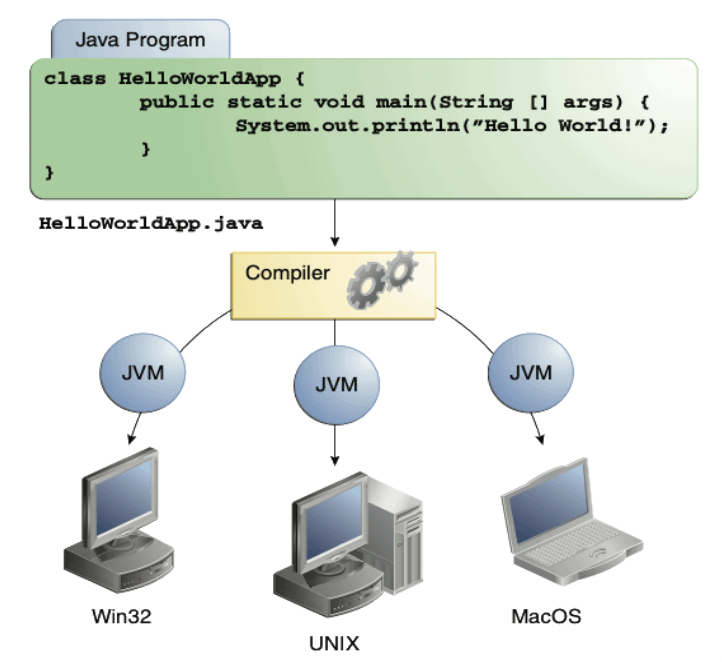 Java Program
class HelloWorldApp {
public static void main(String [] args) {
System.out.println(”Hello World!”);
}
}
HelloWorldApp.java
Compiler
JVM
JVM
JVM
Win32
UNIX
MacOS